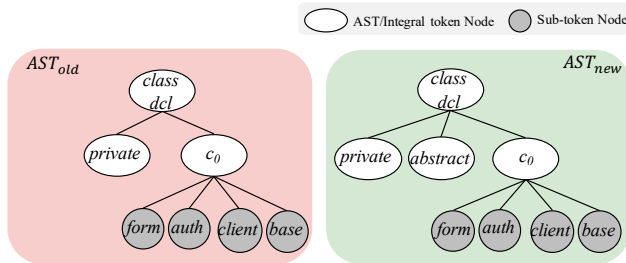 AST/Integral token Node Sub-token Node
AST_old AST_new
class
dcl
class
dcl
private c_0 private abstract c_0
form auth client base form auth client base